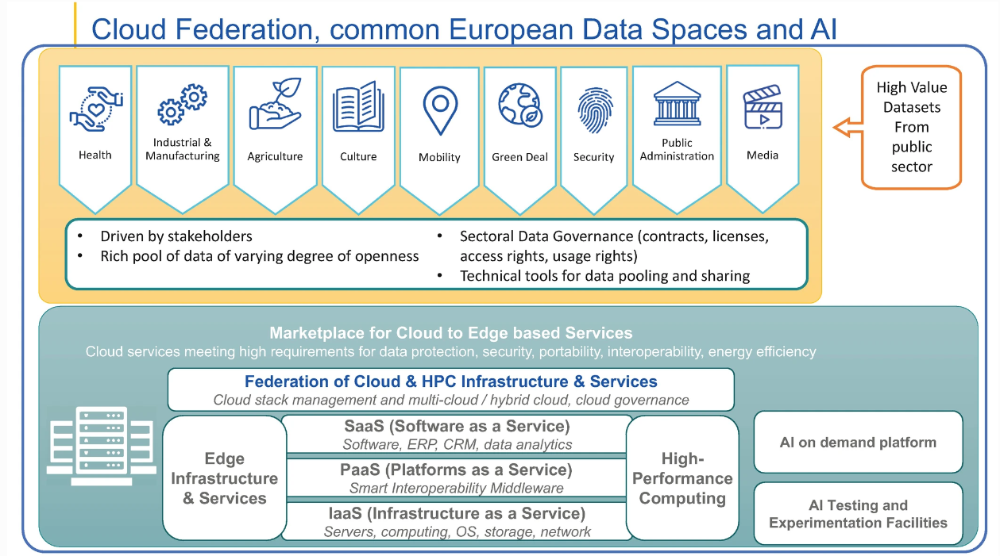 Cloud Federation, common European Data Spaces and AI
Health
Industrial &
Manufacturing
Agriculture
Culture
Mobility
Green Deal
Security
Public
Administration
Media
High Value
Datasets
From
public
sector
• Driven by stakeholders
• Rich pool of data of varying degree of openness
• Sectoral Data Governance (contracts, licenses,
access rights, usage rights)
• Technical tools for data pooling and sharing
Marketplace for Cloud to Edge based Services
Cloud services meeting high requirements for data protection, security, portability, interoperability, energy efficiency
Federation of Cloud & HPC Infrastructure & Services
Cloud stack management and multi-cloud / hybrid cloud, cloud governance
Edge
Infrastructure
& Services
SaaS (Software as a Service)
Software, ERP, CRM, data analytics
PaaS (Platforms as a Service)
Smart Interoperability Middleware
IaaS (Infrastructure as a Service)
Servers, computing, OS, storage, network
High-
Performance
Computing
AI on demand platform
AI Testing and
Experimentation Facilities